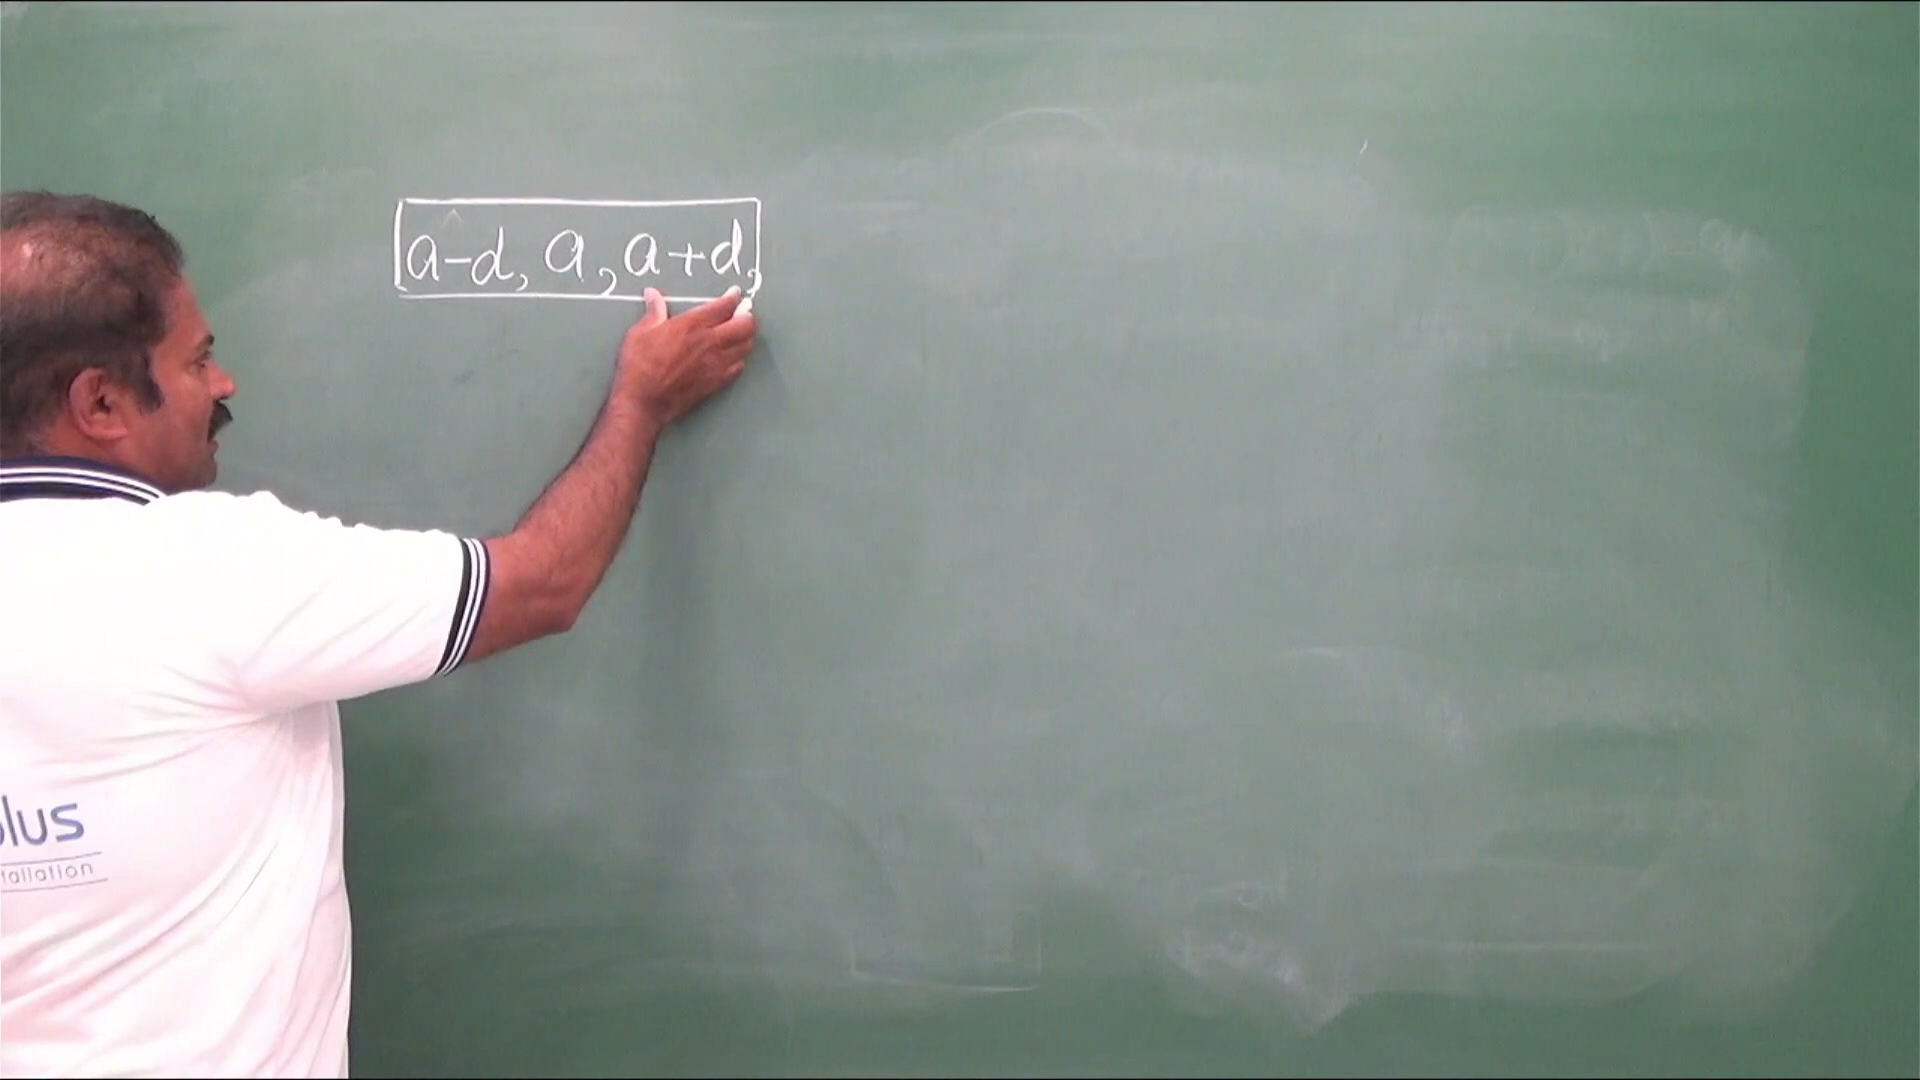 a-d, a, a+d,
lus
tallation